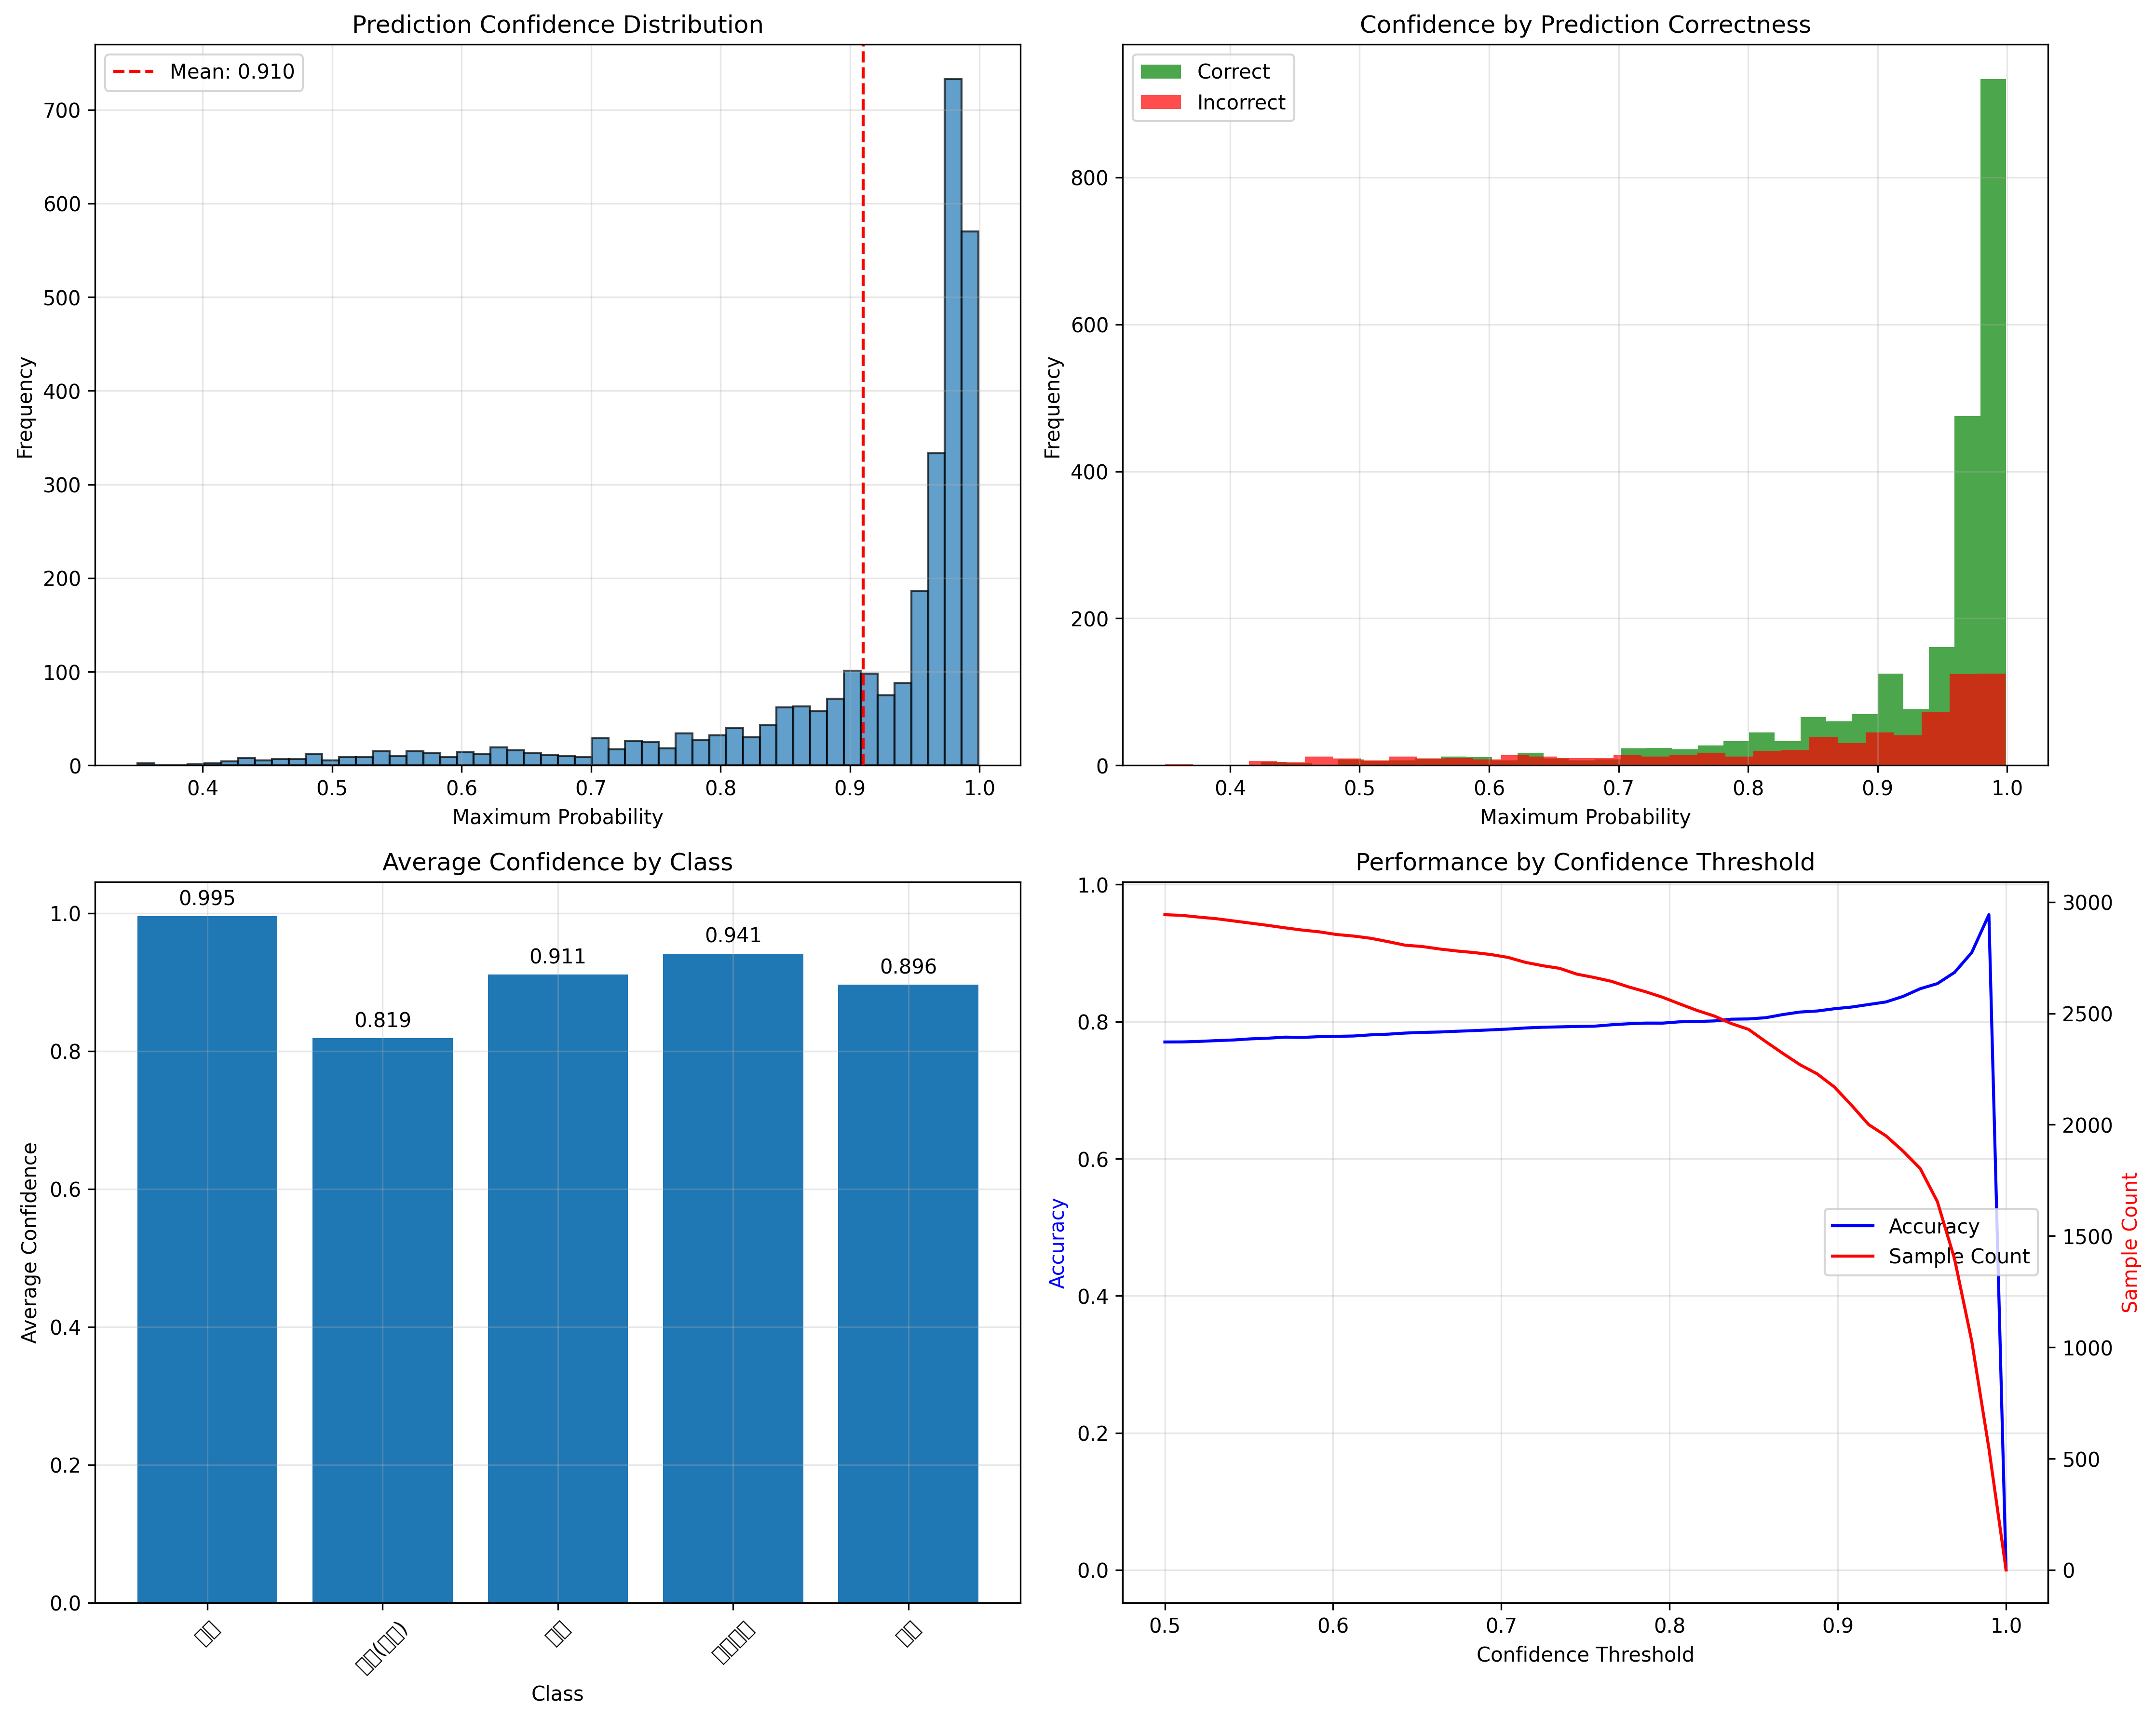 Prediction Confidence Distribution
Mean: 0.910
700
600
500
400
300
200
100
0
Frequency
0.4 0.5 0.6 0.7 0.8 0.9 1.0
Maximum Probability
Confidence by Prediction Correctness
Correct
Incorrect
800
600
400
200
0
Frequency
0.4 0.5 0.6 0.7 0.8 0.9 1.0
Maximum Probability
Average Confidence by Class
0.995
0.819
0.911
0.941
0.896
1.0
0.8
0.6
0.4
0.2
0.0
Average Confidence
Class
Performance by Confidence Threshold
1.0
0.8
0.6
0.4
0.2
0.0
Accuracy
Accuracy
Sample Count
3000
2500
2000
1500
1000
500
0
Sample Count
0.5 0.6 0.7 0.8 0.9 1.0
Confidence Threshold